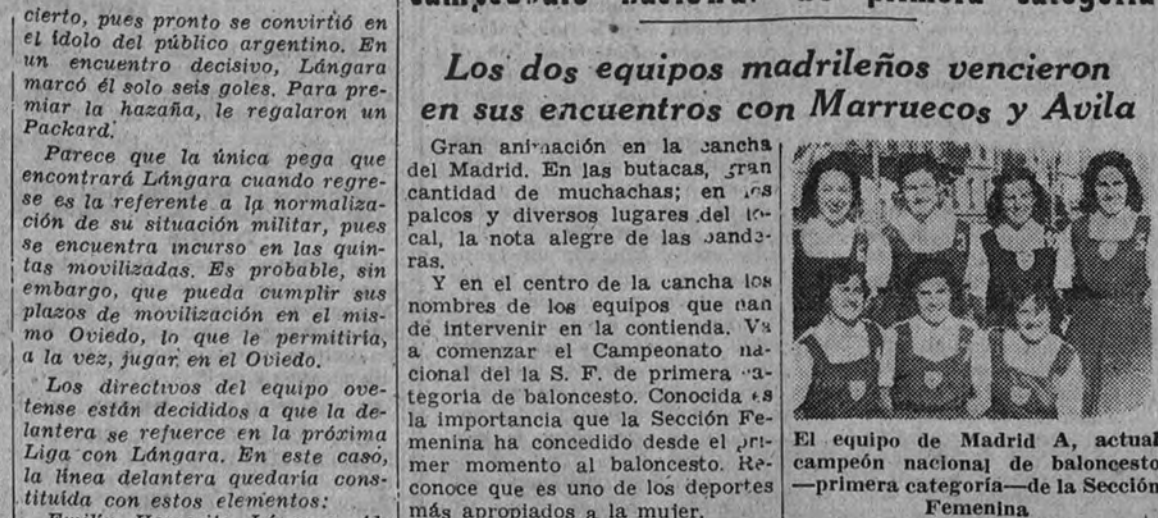 cierto, pues pronto se convirtió en
el ídolo del público argentino. En
un encuentro decisivo, Lángara
marcó él solo seis goles. Para pre-
miar la hazaña, le regalaron un
Packard.
Parece que la única pega que
encontrará Lángara cuando regre-
se es la referente a la normaliza-
ción de su situación militar, pues
se encuentra incurso en las quin-
tas movilizadas. Es probable, sin
embargo, que pueda cumplir sus
plazos de movilización en el mis-
mo Oviedo, lo que le permitiría,
a la vez, jugar en el Oviedo.
Los directivos del equipo ove-
tense están decididos a que la de-
lantera se refuerce en la próxima
Liga con Lángara. En este caso,
la línea delantera quedaría cons-
tituída con estos elementos:
campeonato nacional de primera categoría
Los dos equipos madrileños vencieron
en sus encuentros con Marruecos y Avila
Gran animación en la cancha
del Madrid. En las butacas, gran
cantidad de muchachas; en los
palcos y diversos lugares del lo-
cal, la nota alegre de las bande-
ras.
Y en el centro de la cancha los
nombres de los equipos que han
de intervenir en la contienda. Va
a comenzar el Campeonato na-
cional del la S. F. de primera ca-
tegoría de baloncesto. Conocida es
la importancia que la Sección Fe-
menina ha concedido desde el pri-
mer momento al baloncesto. Re-
conoce que es uno de los deportes
más apropiados a la mujer.
El equipo de Madrid A, actual
campeón nacional de baloncesto
—primera categoría—de la Sección
Femenina